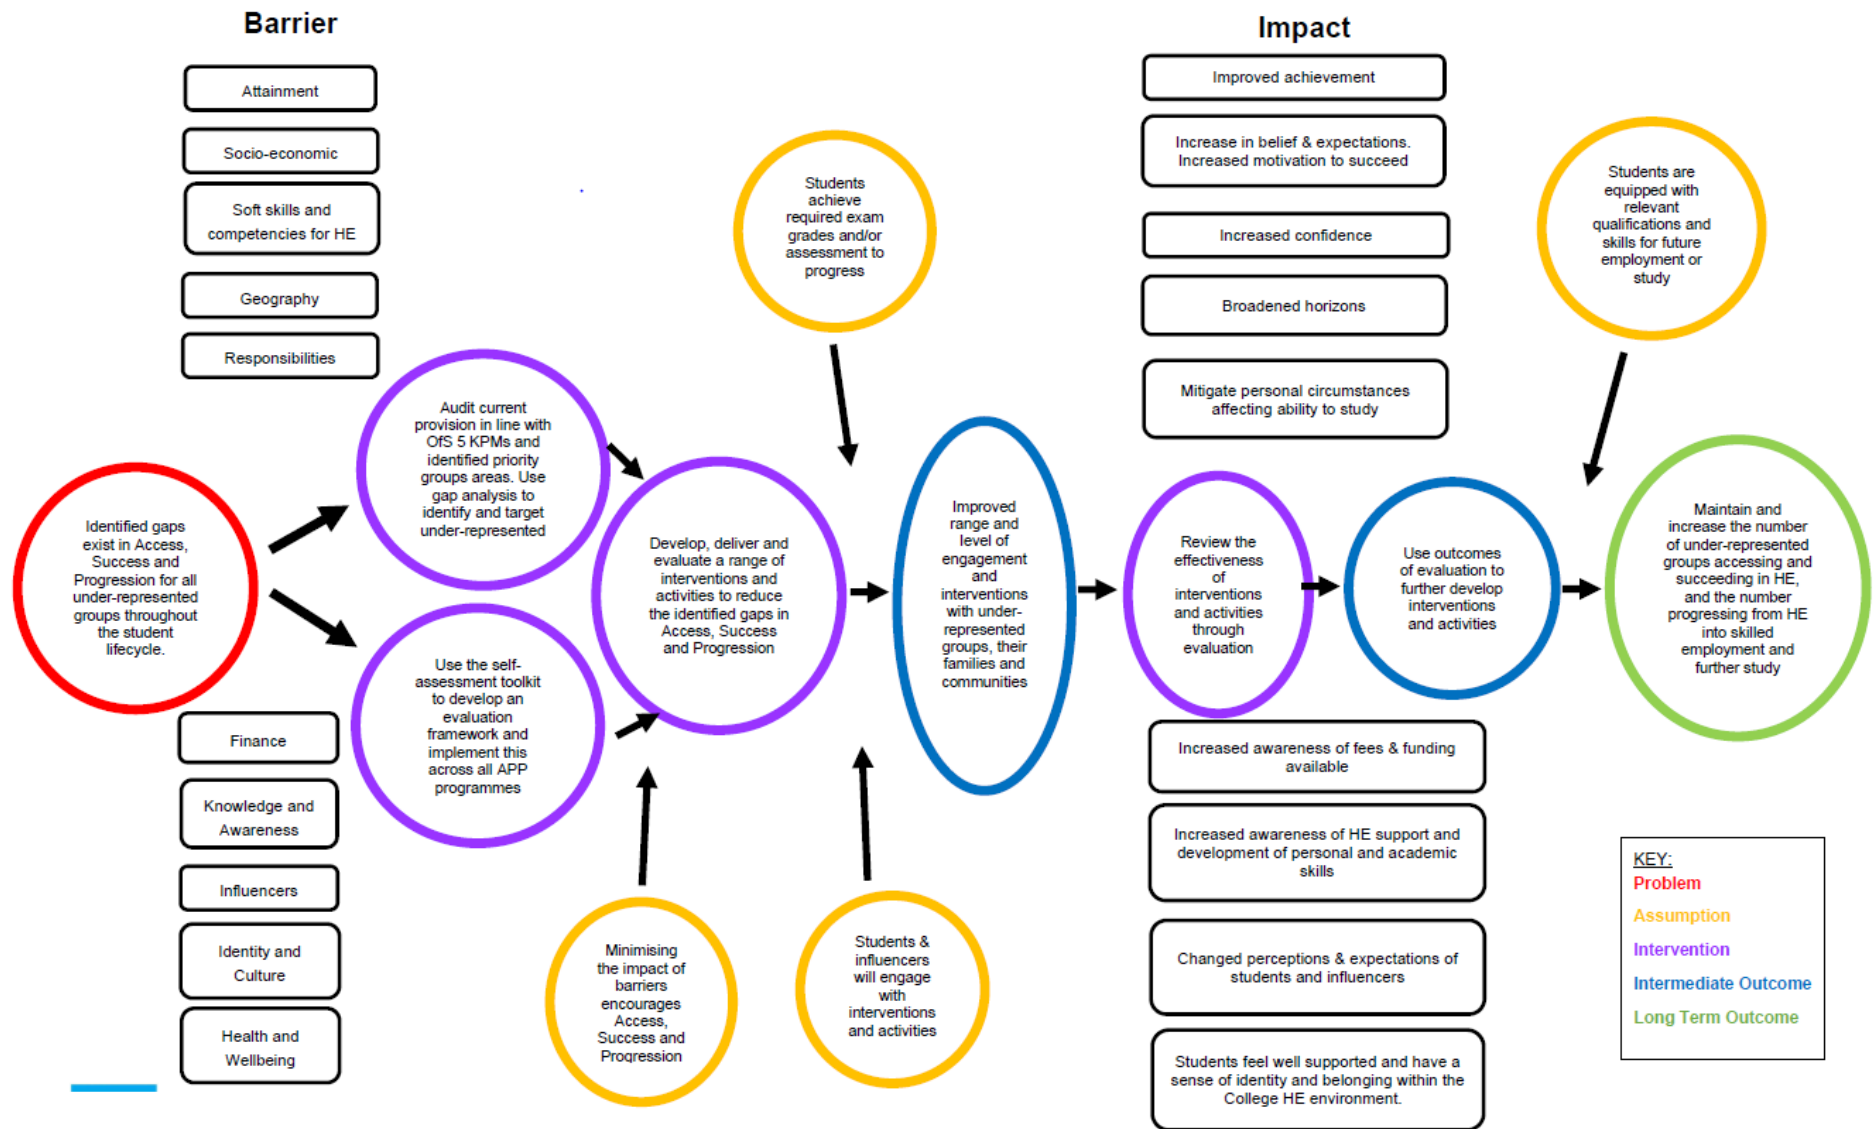 Barrier
Attainment
Socio-economic
Soft skills and
competencies for HE
Geography
Responsibilities
Identified gaps
exist in Access,
Success and
Progression for all
under-represented
groups throughout
the student
lifecycle.
Finance
Knowledge and
Awareness
Influencers
Identity and
Culture
Health and
Wellbeing
Audit current
provision in line with
OfS 5 KPMs and
identified priority
groups areas. Use
gap analysis to
identify and target
under-represented
Use the self-
assessment toolkit
to develop an
evaluation
framework and
implement this
across all APP
programmes
Develop, deliver and
evaluate a range of
interventions and
activities to reduce
the identified gaps in
Access, Success
and Progression
Minimising
the impact of
barriers
encourages
Access,
Success and
Progression
Students
achieve
required exam
grades and/or
assessment to
progress
Students &
influencers
will engage
with
interventions
and activities
Improved
range and
level of
engagement
and
interventions
with under-
represented
groups, their
families and
communities
Impact
Improved achievement
Increase in belief & expectations.
Increased motivation to succeed
Increased confidence
Broadened horizons
Mitigate personal circumstances
affecting ability to study
Review the
effectiveness
of
interventions
and activities
through
evaluation
Increased awareness of fees & funding
available
Increased awareness of HE support and
development of personal and academic
skills
Changed perceptions & expectations of
students and influencers
Students feel well supported and have a
sense of identity and belonging within the
College HE environment.
Use outcomes
of evaluation to
further develop
interventions
and activities
Students are
equipped with
relevant
qualifications and
skills for future
employment or
study
Maintain and
increase the number
of under-represented
groups accessing and
succeeding in HE,
and the number
progressing from HE
into skilled
employment and
further study
KEY:
Problem
Assumption
Intervention
Intermediate Outcome
Long Term Outcome